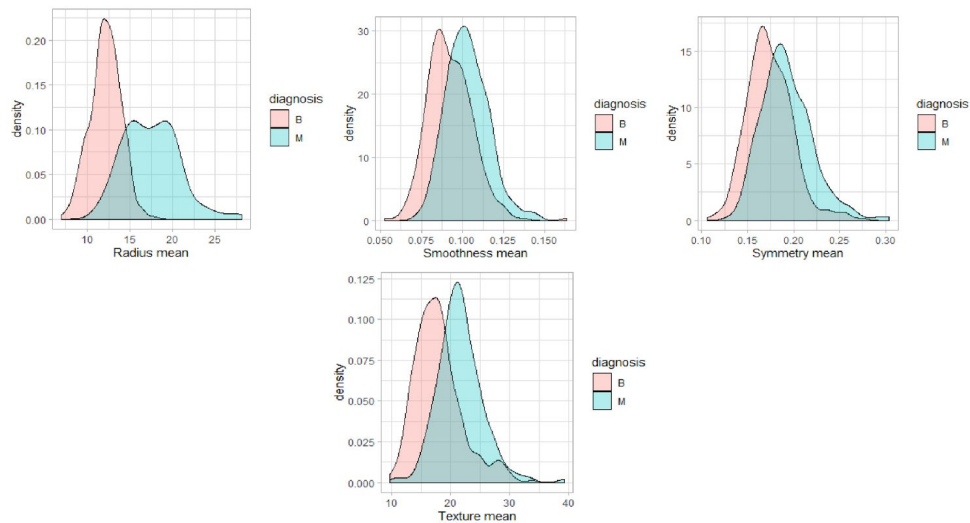 density
0.20
0.15
0.10
0.05
0.00
10 15 20 25
Radius mean
diagnosis
B
M
density
30
20
10
0
0.050 0.075 0.100 0.125 0.150
Smoothness mean
diagnosis
B
M
density
15
10
5
0
0.10 0.15 0.20 0.25 0.30
Symmetry mean
diagnosis
B
M
density
0.125
0.100
0.075
0.050
0.025
0.000
10 20 30 40
Texture mean
diagnosis
B
M